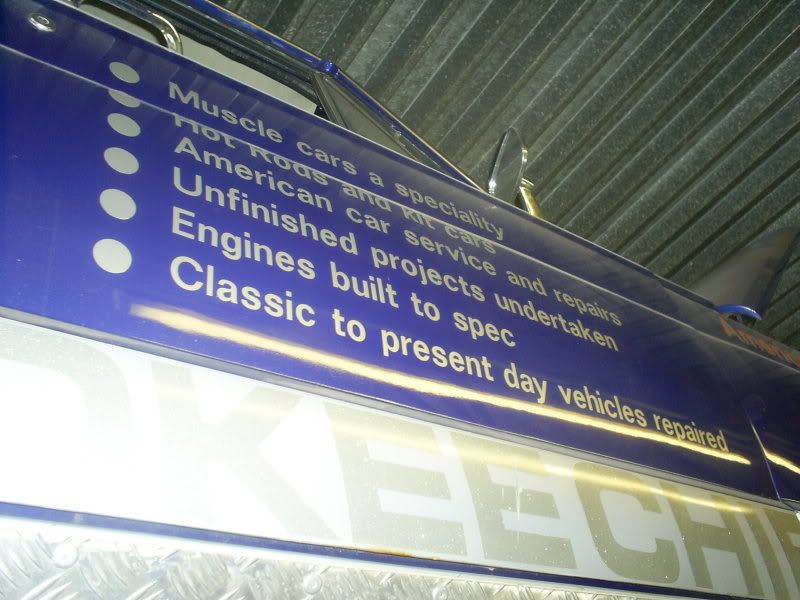 Muscle cars a speciality
Hot Rods and kit cars
American car service and repairs
Unfinished projects undertaken
Engines built to spec
Classic to present day vehicles repaired